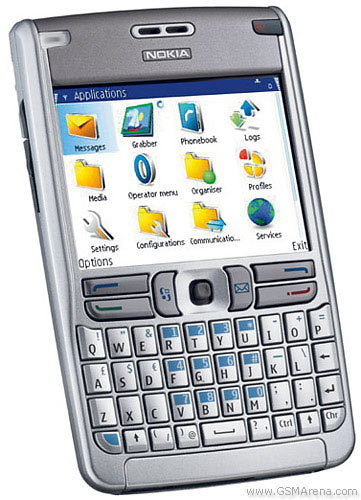 NOKIA
Applications
Messages Grabber Phonebook Logs
Media Operator menu Organiser Profiles
Settings Configurations Communicatio... Services
Options Exit
Q W E R T Y U I O P
A S D F G H J K L
Z X C V B N M
Ctrl Chr
www.GSMArena.com